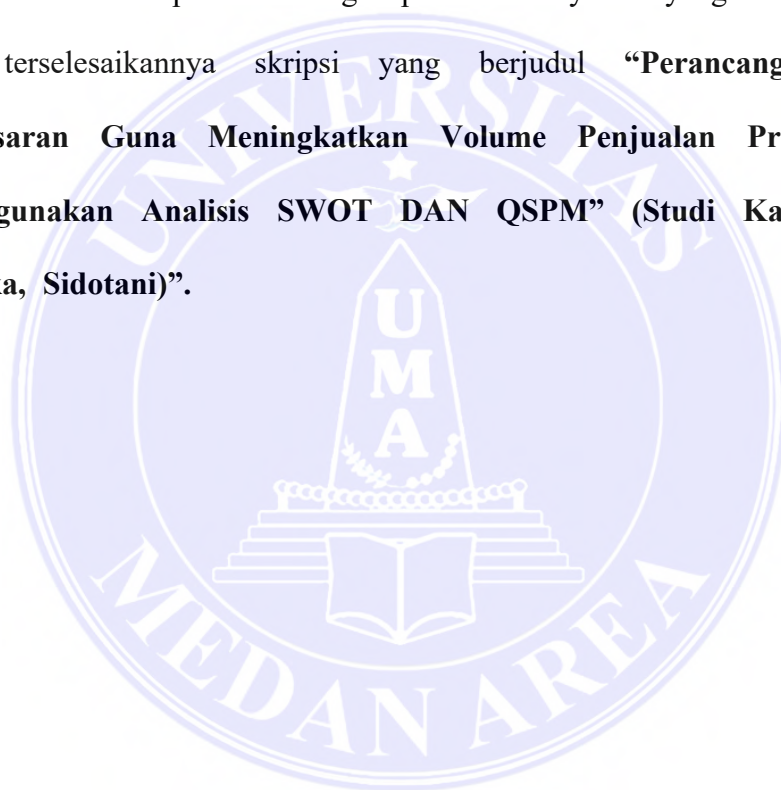 terselesaikannya skripsi yang berjudul “Perancang
saran Guna Meningkatkan Volume Penjualan Pr
gunakan Analisis SWOT DAN QSPM” (Studi Ka
a, Sidotani)”.
UNIVERSITAS
UMA
MEDAN AREA